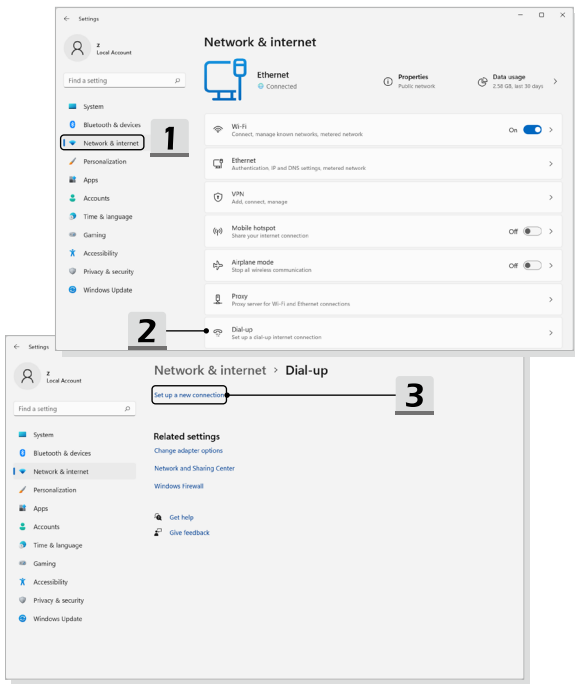 Settings
z
Local Account
Find a setting
System
Bluetooth & devices
Network & internet
Personalization
Apps
Accounts
Time & language
Gaming
Accessibility
Privacy & security
Windows Update
1
2
Network & internet
Ethernet
Connected
Properties
Public network
Data usage
2.58 GB, last 30 days
Wi-Fi
Connect, manage known networks, metered network
On
Ethernet
Authentication, IP and DNS settings, metered network
VPN
Add, connect, manage
Mobile hotspot
Share your internet connection
Off
Airplane mode
Stop all wireless communication
Off
Proxy
Proxy server for Wi-Fi and Ethernet connections
Dial-up
Set up a dial-up internet connection
Settings
z
Local Account
Find a setting
System
Bluetooth & devices
Network & internet
Personalization
Apps
Accounts
Time & language
Gaming
Accessibility
Privacy & security
Windows Update
Network & internet > Dial-up
Set up a new connection
3
Related settings
Change adapter options
Network and Sharing Center
Windows Firewall
Get help
Give feedback